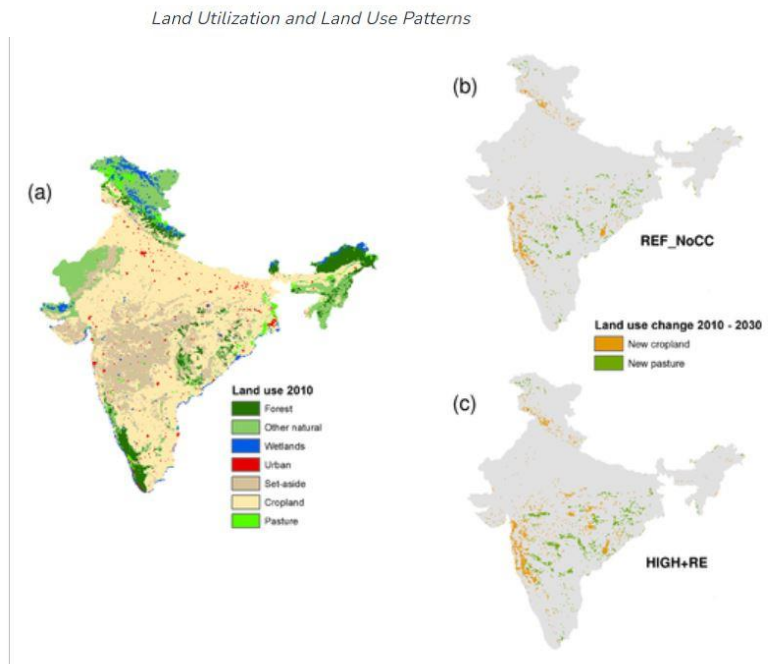 Land Utilization and Land Use Patterns
(a)
Land use 2010
Forest
Other natural
Wetlands
Urban
Set-aside
Cropland
Pasture
(b)
REF_NoCC
Land use change 2010 - 2030
New cropland
New pasture
(c)
HIGH+RE